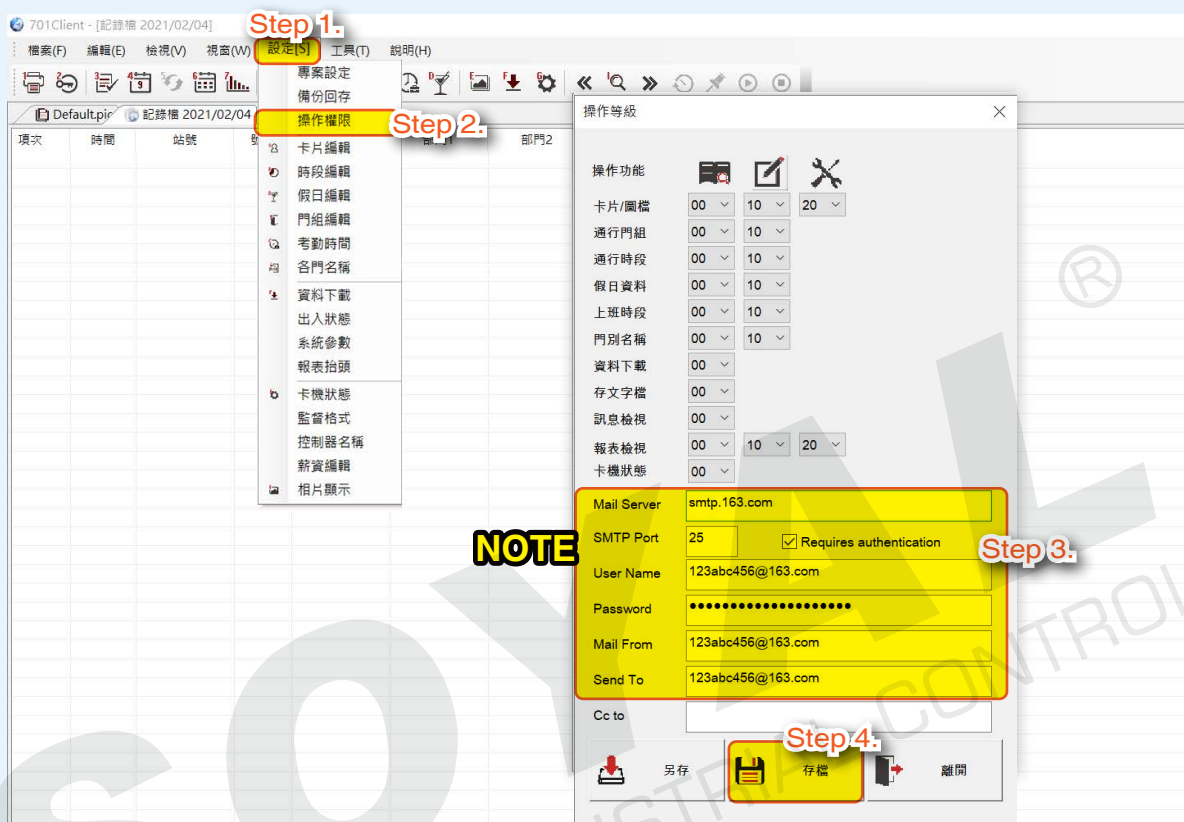 701Client - [記錄檔 2021/02/04]
Step 1.
檔案(F) 編輯(E) 檢視(V) 視窗(W) 設定[S] 工具(T) 說明(H)
Default.pic 記錄檔 2021/02/04
項次 時間 站號 部門1 部門2
專案設定
備份回存
操作權限
Step 2.
卡片編輯
時段編輯
假日編輯
門組編輯
考勤時間
各門名稱
資料下載
出入狀態
系統參數
報表抬頭
卡機狀態
監督格式
控制器名稱
薪資編輯
相片顯示
操作等級
操作功能
卡片/圖檔 00 10 20
通行門組 00 10
通行時段 00 10
假日資料 00 10
上班時段 00 10
門別名稱 00 10
資料下載 00
存文字檔 00
訊息檢視 00
報表檢視 00 10 20
卡機狀態 00
NOTE
Mail Server smtp.163.com
SMTP Port 25 Requires authentication
Step 3.
User Name 123abc456@163.com
Password ••••••••••••••••••••
Mail From 123abc456@163.com
Send To 123abc456@163.com
Cc to
Step 4.
另存 存檔 離開
SOYAL
®